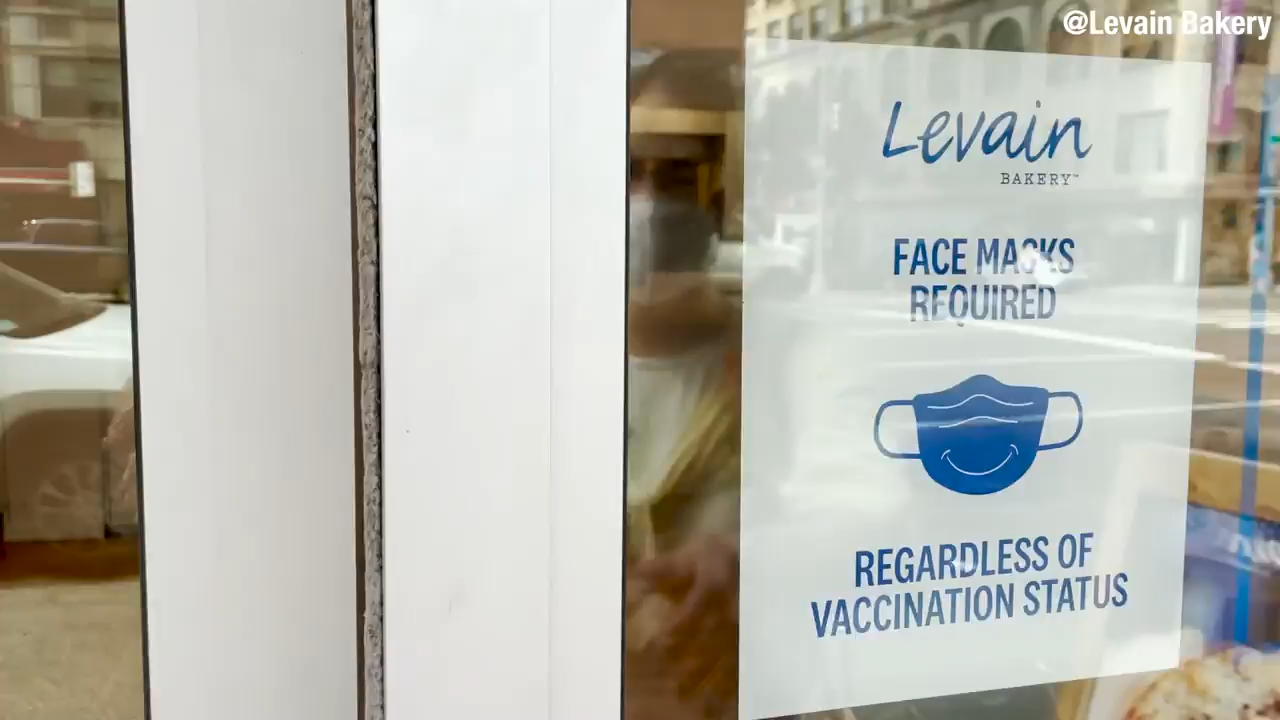 @Levain Bakery
Levain
BAKERY™
FACE MASKS
REQUIRED
REGARDLESS OF
VACCINATION STATUS